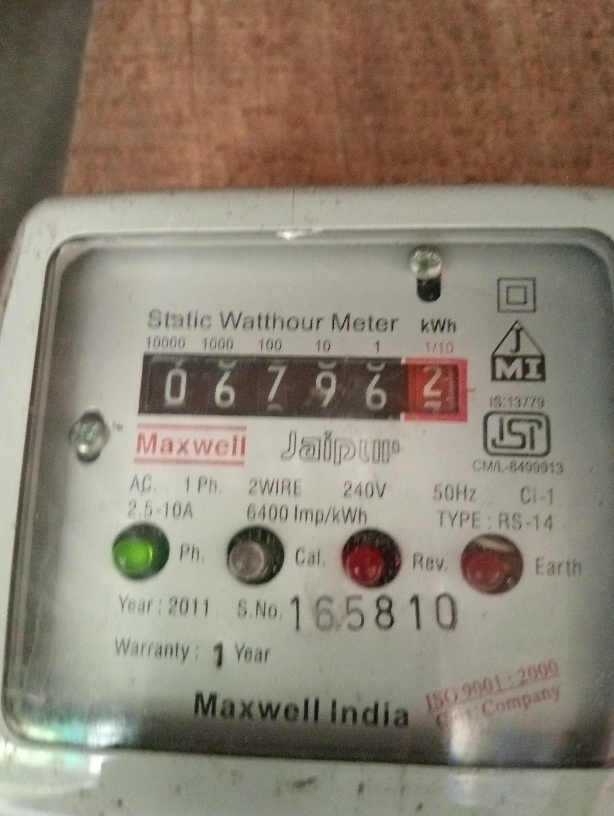 Static Watthour Meter kWh
10000 1000 100 10 1 1/10
0 6 7 9 6 2
J
MI
IS:13779
ISI
CM/L-8499913
Maxwell Jaipur
AC. 1 Ph. 2WIRE 240V 50Hz Cl-1
2.5-10A 6400 Imp/kWh TYPE : RS-14
Ph. Cal. Rev. Earth
Year : 2011 S.No. 165810
Warranty : 1 Year
Maxwell India
ISO 9001 : 2000
Cert. Company